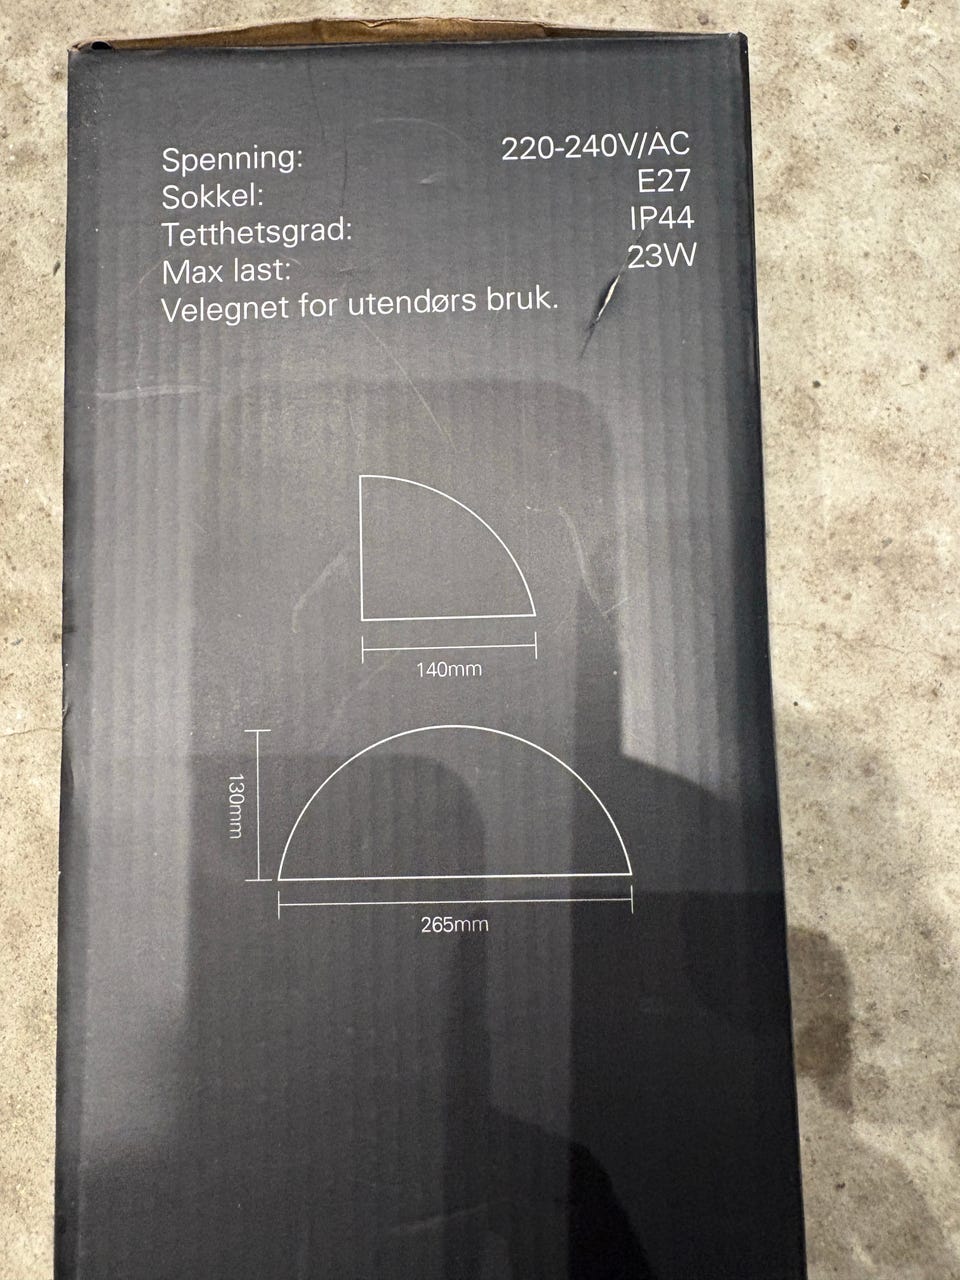 Spenning: 220-240V/AC
Sokkel: E27
Tetthetsgrad: IP44
Max last: 23W
Velegnet for utendørs bruk.
140mm
130mm
265mm